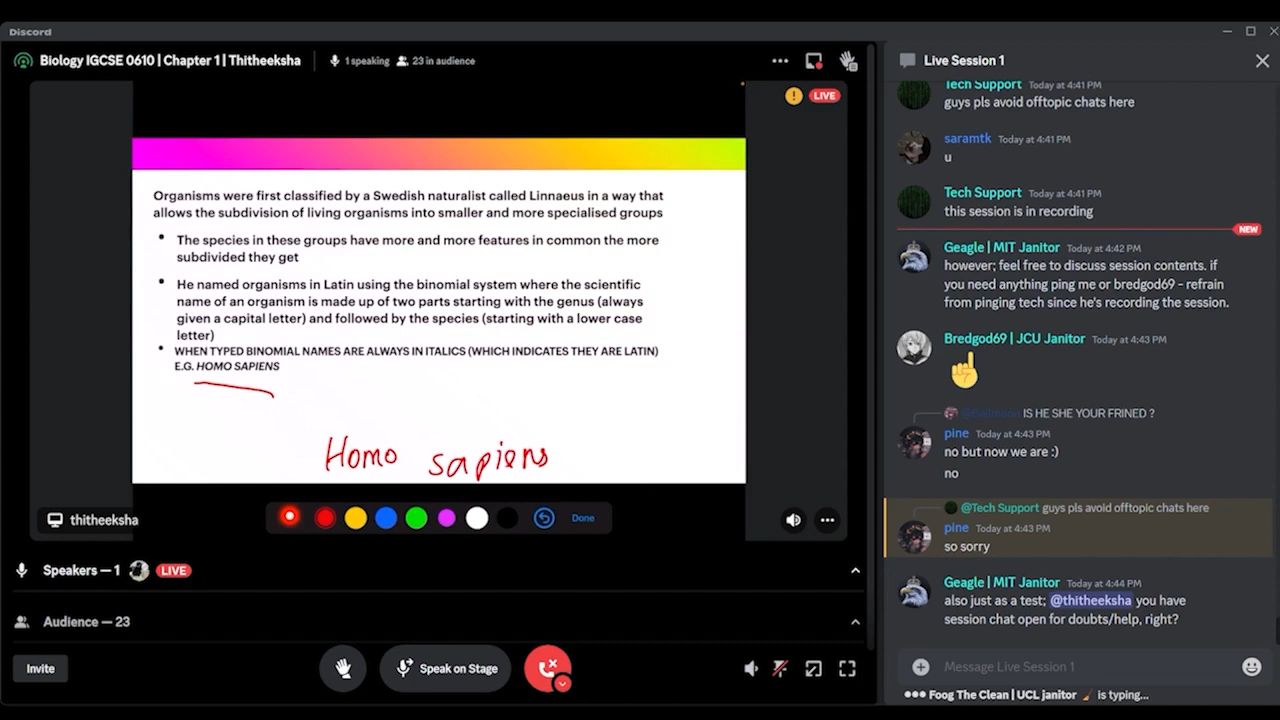 Discord
Biology IGCSE 0610 | Chapter 1 | Thitheeksha
1 speaking
23 in audience
LIVE
Organisms were first classified by a Swedish naturalist called Linnaeus in a way that
allows the subdivision of living organisms into smaller and more specialised groups
• The species in these groups have more and more features in common the more
subdivided they get
• He named organisms in Latin using the binomial system where the scientific
name of an organism is made up of two parts starting with the genus (always
given a capital letter) and followed by the species (starting with a lower case
letter)
• WHEN TYPED BINOMIAL NAMES ARE ALWAYS IN ITALICS (WHICH INDICATES THEY ARE LATIN)
E.G. HOMO SAPIENS
Homo sapiens
thitheeksha
Done
Speakers — 1
LIVE
Audience — 23
Invite
Speak on Stage
Live Session 1
Tech Support Today at 4:41 PM
guys pls avoid offtopic chats here
saramtk Today at 4:41 PM
u
Tech Support Today at 4:41 PM
this session is in recording
NEW
Geagle | MIT Janitor Today at 4:42 PM
however; feel free to discuss session contents. if
you need anything ping me or bredgod69 - refrain
from pinging tech since he's recording the session.
Bredgod69 | JCU Janitor Today at 4:43 PM
IS HE SHE YOUR FRINED ?
pine Today at 4:43 PM
no but now we are :)
no
@Tech Support guys pls avoid offtopic chats here
pine Today at 4:43 PM
so sorry
Geagle | MIT Janitor Today at 4:44 PM
also just as a test; @thitheeksha you have
session chat open for doubts/help, right?
Message Live Session 1
Foog The Clean | UCL janitor is typing...